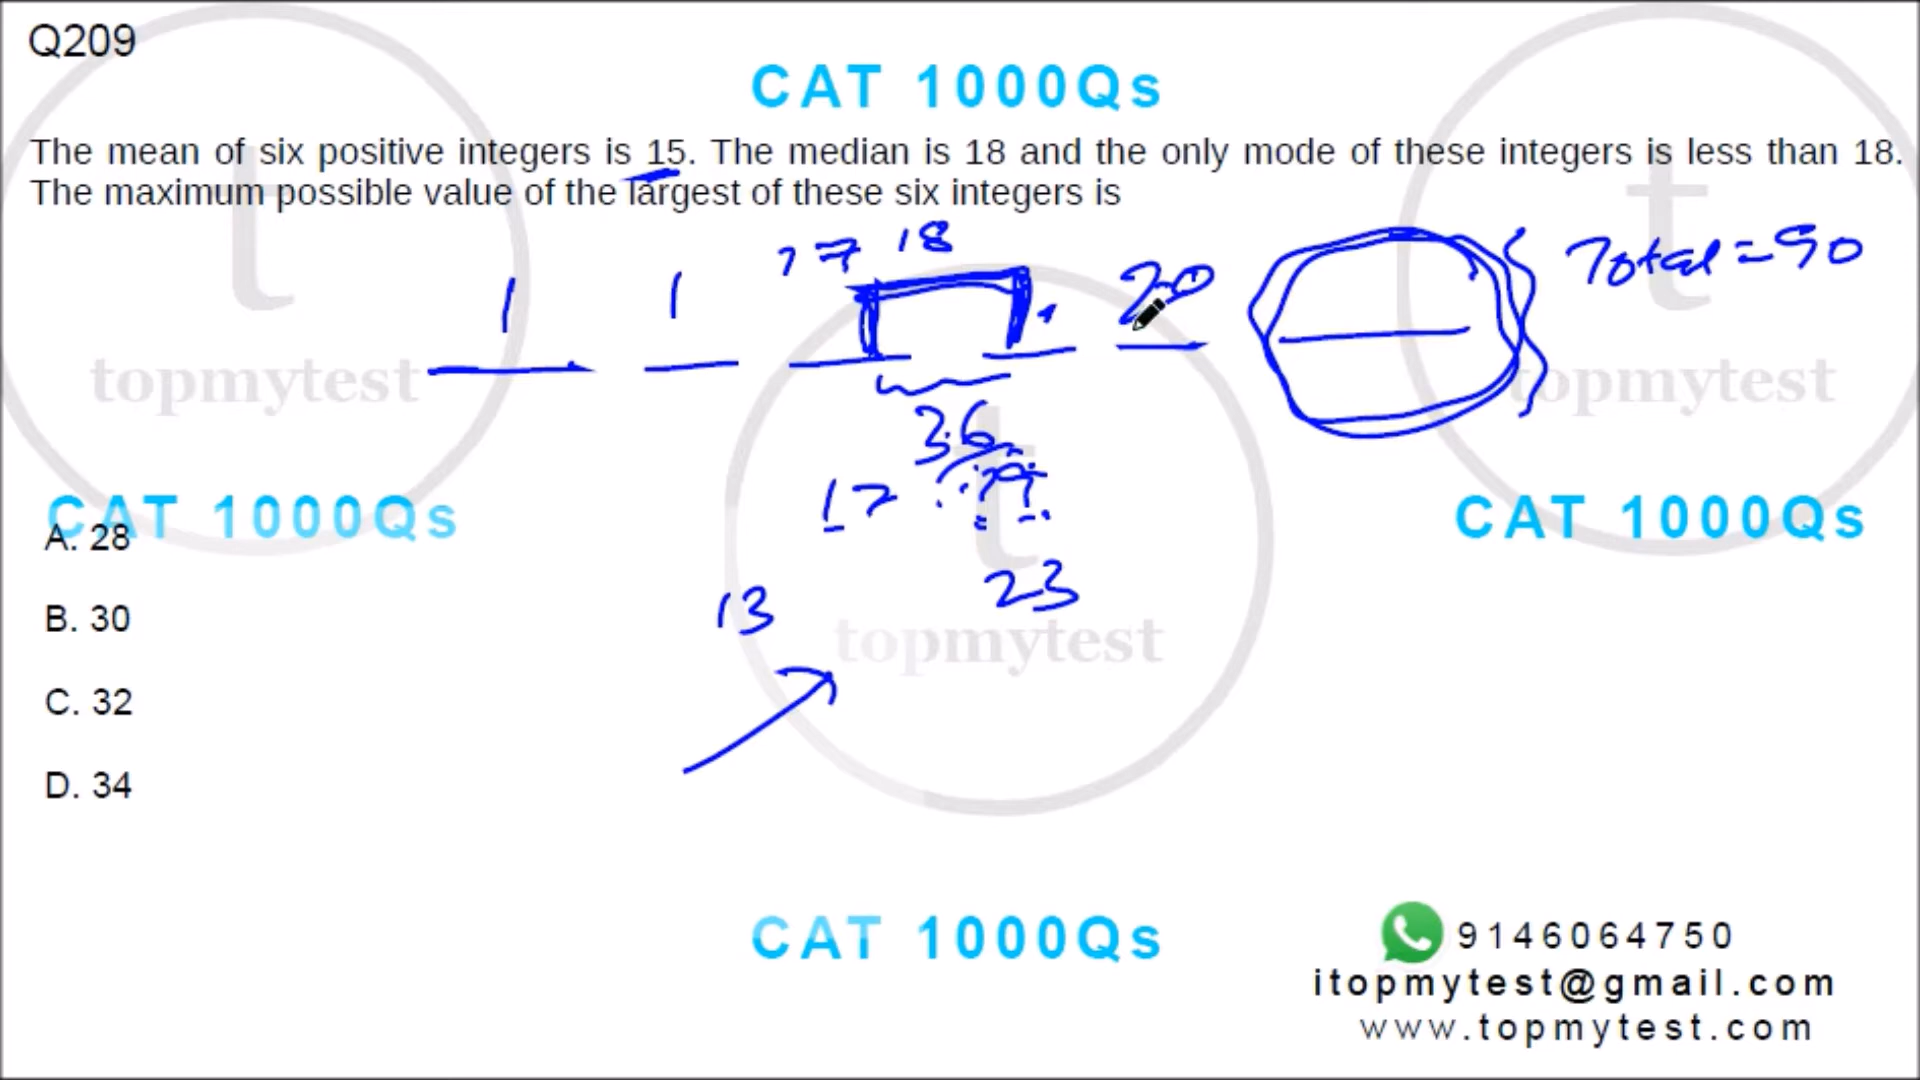 Q209
CAT 1000Qs
The mean of six positive integers is 15. The median is 18 and the only mode of these integers is less than 18.
The maximum possible value of the largest of these six integers is
17 18
1 1 20
Total = 90
topmytest
topmytest
36
17 19
CAT 1000Qs
CAT 1000Qs
A. 28
13 23
B. 30
topmytest
C. 32
D. 34
CAT 1000Qs
9146064750
itopmytest@gmail.com
www.topmytest.com